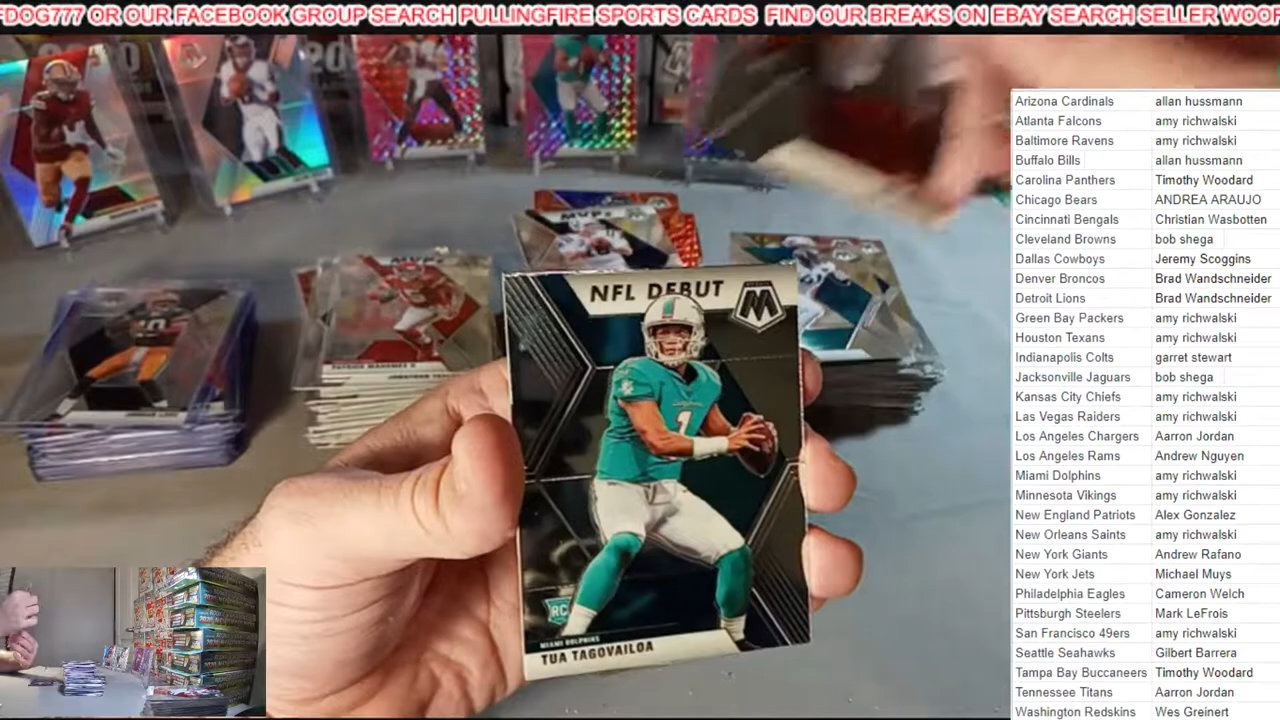 FDOG777 OR OUR FACEBOOK GROUP SEARCH PULLINGFIRE SPORTS CARDS FIND OUR BREAKS ON EBAY SEARCH SELLER WOOF
MVPs
MVPs
PATRICK MAHOMES II
NFL DEBUT
M
RC
MIAMI DOLPHINS
TUA TAGOVAILOA
Arizona Cardinals allan hussmann
Atlanta Falcons amy richwalski
Baltimore Ravens amy richwalski
Buffalo Bills allan hussmann
Carolina Panthers Timothy Woodard
Chicago Bears ANDREA ARAUJO
Cincinnati Bengals Christian Wasbotten
Cleveland Browns bob shega
Dallas Cowboys Jeremy Scoggins
Denver Broncos Brad Wandschneider
Detroit Lions Brad Wandschneider
Green Bay Packers amy richwalski
Houston Texans amy richwalski
Indianapolis Colts garret stewart
Jacksonville Jaguars bob shega
Kansas City Chiefs amy richwalski
Las Vegas Raiders amy richwalski
Los Angeles Chargers Aarron Jordan
Los Angeles Rams Andrew Nguyen
Miami Dolphins amy richwalski
Minnesota Vikings amy richwalski
New England Patriots Alex Gonzalez
New Orleans Saints amy richwalski
New York Giants Andrew Rafano
New York Jets Michael Muys
Philadelphia Eagles Cameron Welch
Pittsburgh Steelers Mark LeFrois
San Francisco 49ers amy richwalski
Seattle Seahawks Gilbert Barrera
Tampa Bay Buccaneers Timothy Woodard
Tennessee Titans Aarron Jordan
Washington Redskins Wes Greinert